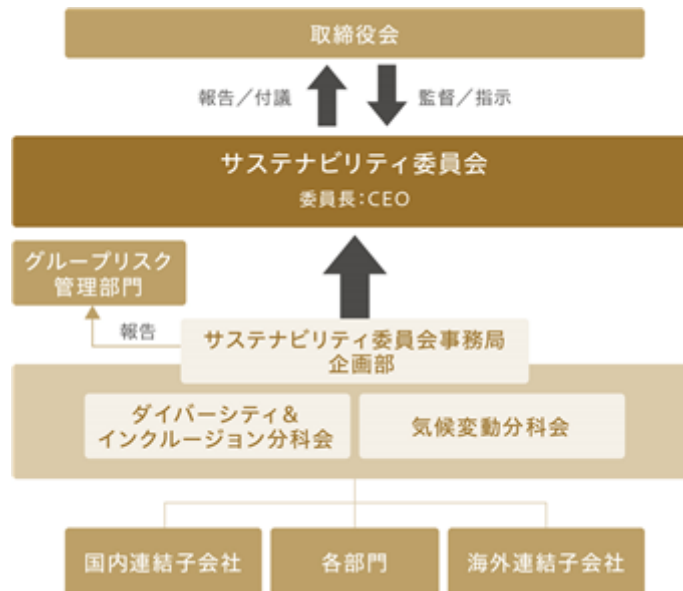 取締役会
報告／付議
監督／指示
サステナビリティ委員会
委員長：CEO
グループリスク
管理部門
報告
サステナビリティ委員会事務局
企画部
ダイバーシティ＆
インクルージョン分科会
気候変動分科会
国内連結子会社
各部門
海外連結子会社